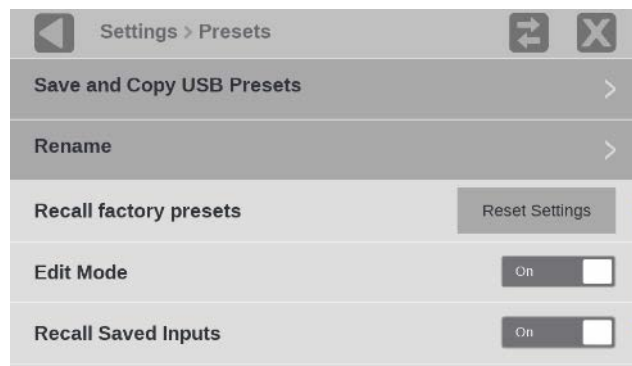 Settings > Presets
Save and Copy USB Presets
Rename
Recall factory presets Reset Settings
Edit Mode On
Recall Saved Inputs On